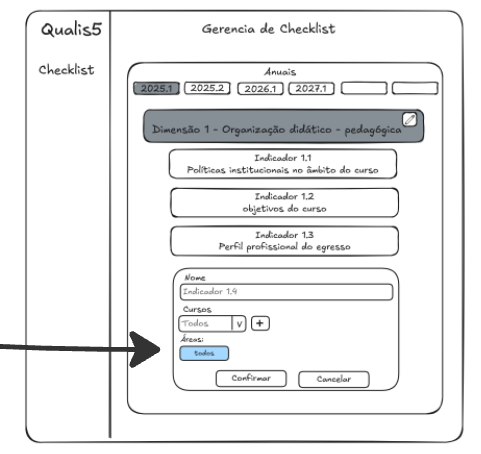 Qualis5
Gerencia de Checklist
Checklist
Anuais
2025.1 2025.2 2026.1 2027.1
Dimensão 1 - Organização didático - pedagógica
Indicador 1.1
Políticas institucionais no âmbito do curso
Indicador 1.2
objetivos do curso
Indicador 1.3
Perfil profissional do egresso
Nome
Indicador 1.4
Cursos
Todos v +
Áreas:
todos
Confirmar Cancelar